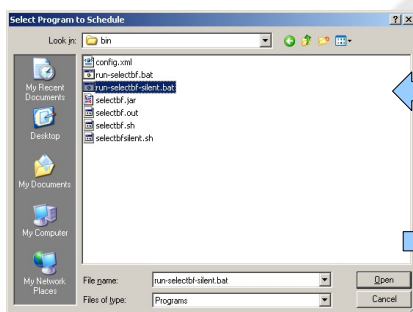 Select Program to Schedule
Look in: bin
config.xml
run-selectbf.bat
run-selectbf-silent.bat
selectbf.jar
selectbf.out
selectbf.sh
selectbfsilent.sh
My Recent
Documents
Desktop
My Documents
My Computer
My Network
Places
File name: run-selectbf-silent.bat Open
Files of type: Programs Cancel